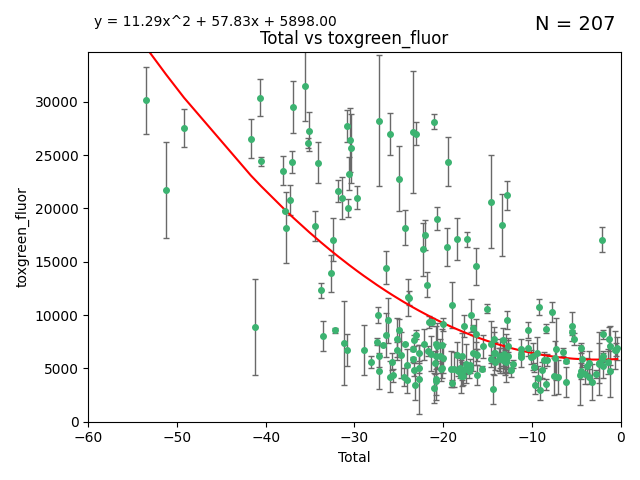 y = 11.29x^2 + 57.83x + 5898.00
N = 207
Total vs toxgreen_fluor
30000
25000
20000
15000
10000
5000
0
toxgreen_fluor
−60
−50
−40
−30
−20
−10
0
Total